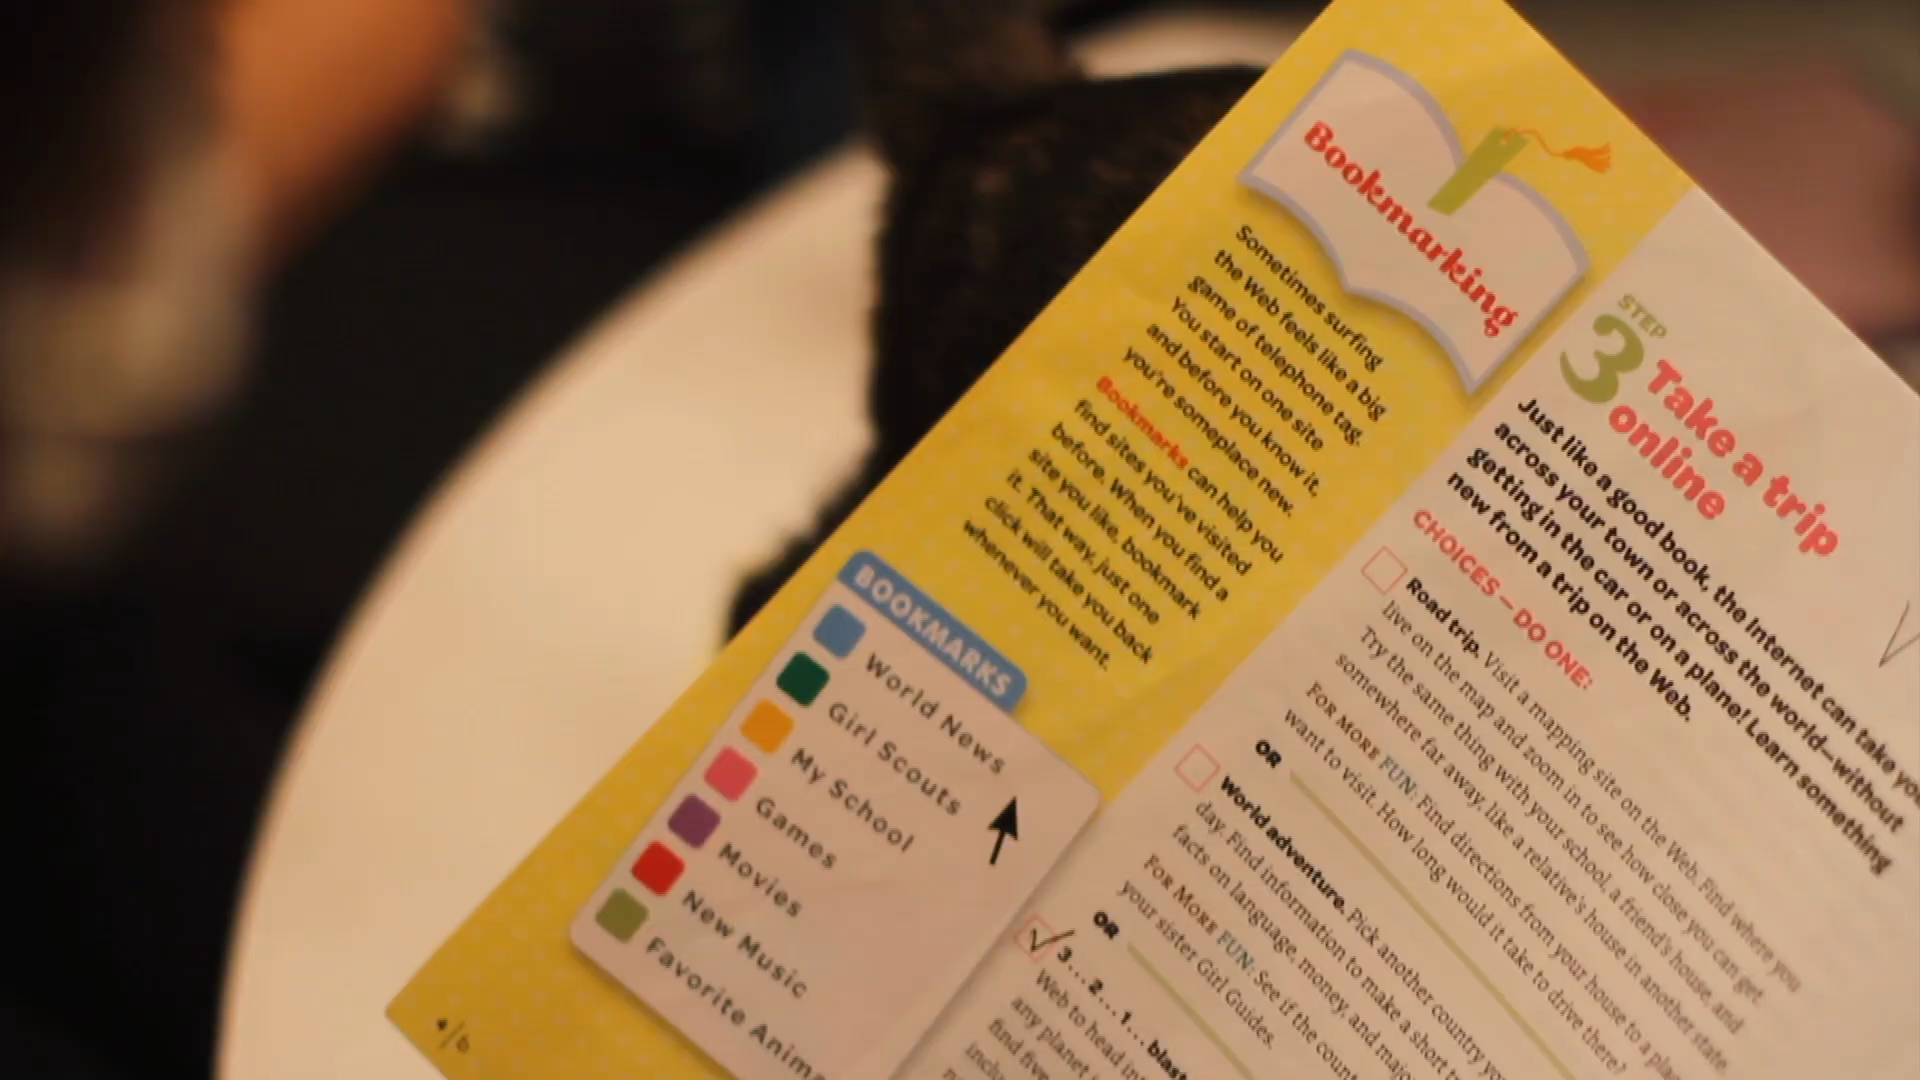 Bookmarking
Sometimes surfing
the Web feels like a big
game of telephone tag.
You start on one site
and before you know it,
you're someplace new.
Bookmarks can help you
find sites you've visited
before. When you find a
site you like, bookmark
it. That way, just one
click will take you back
whenever you want.
BOOKMARKS
World News
Girl Scouts
My School
Games
Movies
New Music
Favorite Anima
STEP
3 Take a trip
online
Just like a good book, the Internet can take you
across your town or across the world—without
getting in the car or on a plane! Learn something
new from a trip on the Web.
CHOICES – DO ONE:
Road trip. Visit a mapping site on the Web. Find where you
live on the map and zoom in to see how close you can get.
Try the same thing with your school, a friend's house, and
somewhere far away, like a relative's house in another state.
FOR MORE FUN: Find directions from your house to a place
want to visit. How long would it take to drive there?
OR
World adventure. Pick another country
day. Find information to make a short
facts on language, money, and major
FOR MORE FUN: See if the count
your sister Girl Guides.
OR
3...2...1...blast
Web to head int
any planet
find five